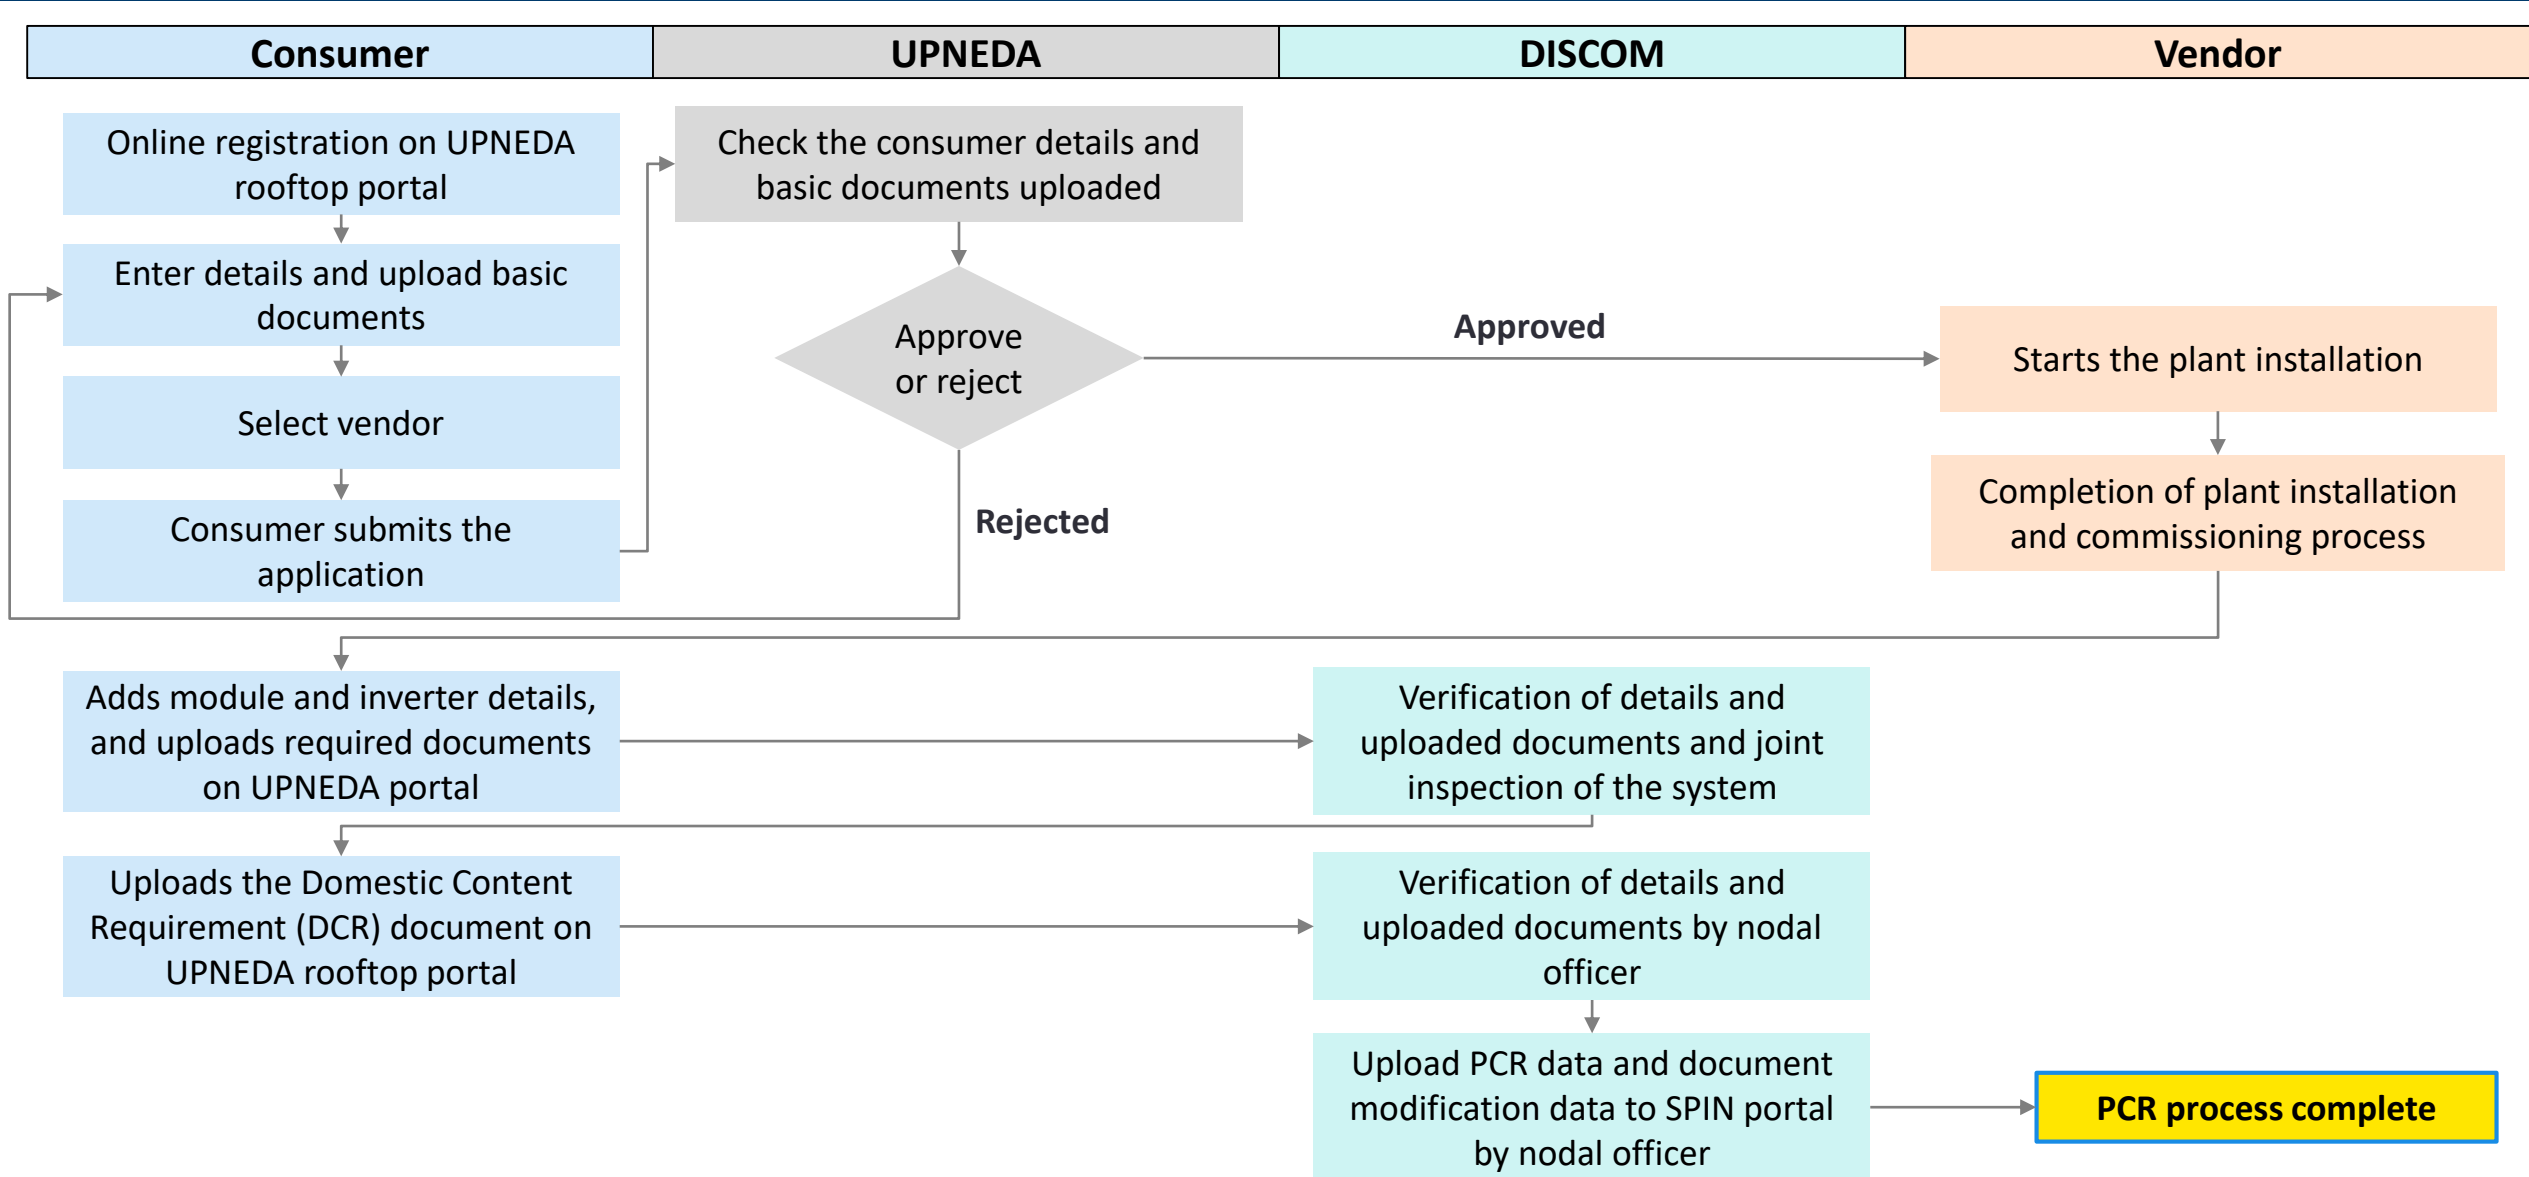 Consumer
UPNEDA
DISCOM
Vendor
Online registration on UPNEDA
rooftop portal
Enter details and upload basic
documents
Select vendor
Consumer submits the
application
Check the consumer details and
basic documents uploaded
Approve
or reject
Approved
Rejected
Starts the plant installation
Completion of plant installation
and commissioning process
Adds module and inverter details,
and uploads required documents
on UPNEDA portal
Verification of details and
uploaded documents and joint
inspection of the system
Uploads the Domestic Content
Requirement (DCR) document on
UPNEDA rooftop portal
Verification of details and
uploaded documents by nodal
officer
Upload PCR data and document
modification data to SPIN portal
by nodal officer
PCR process complete